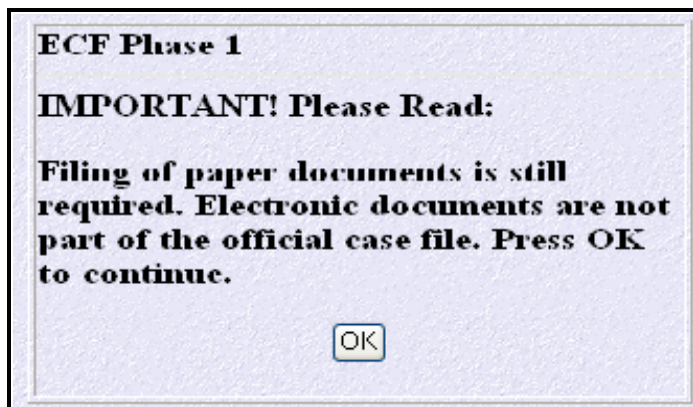 ECF Phase 1
IMPORTANT! Please Read:
Filing of paper documents is still
required. Electronic documents are not
part of the official case file. Press OK
to continue.
OK